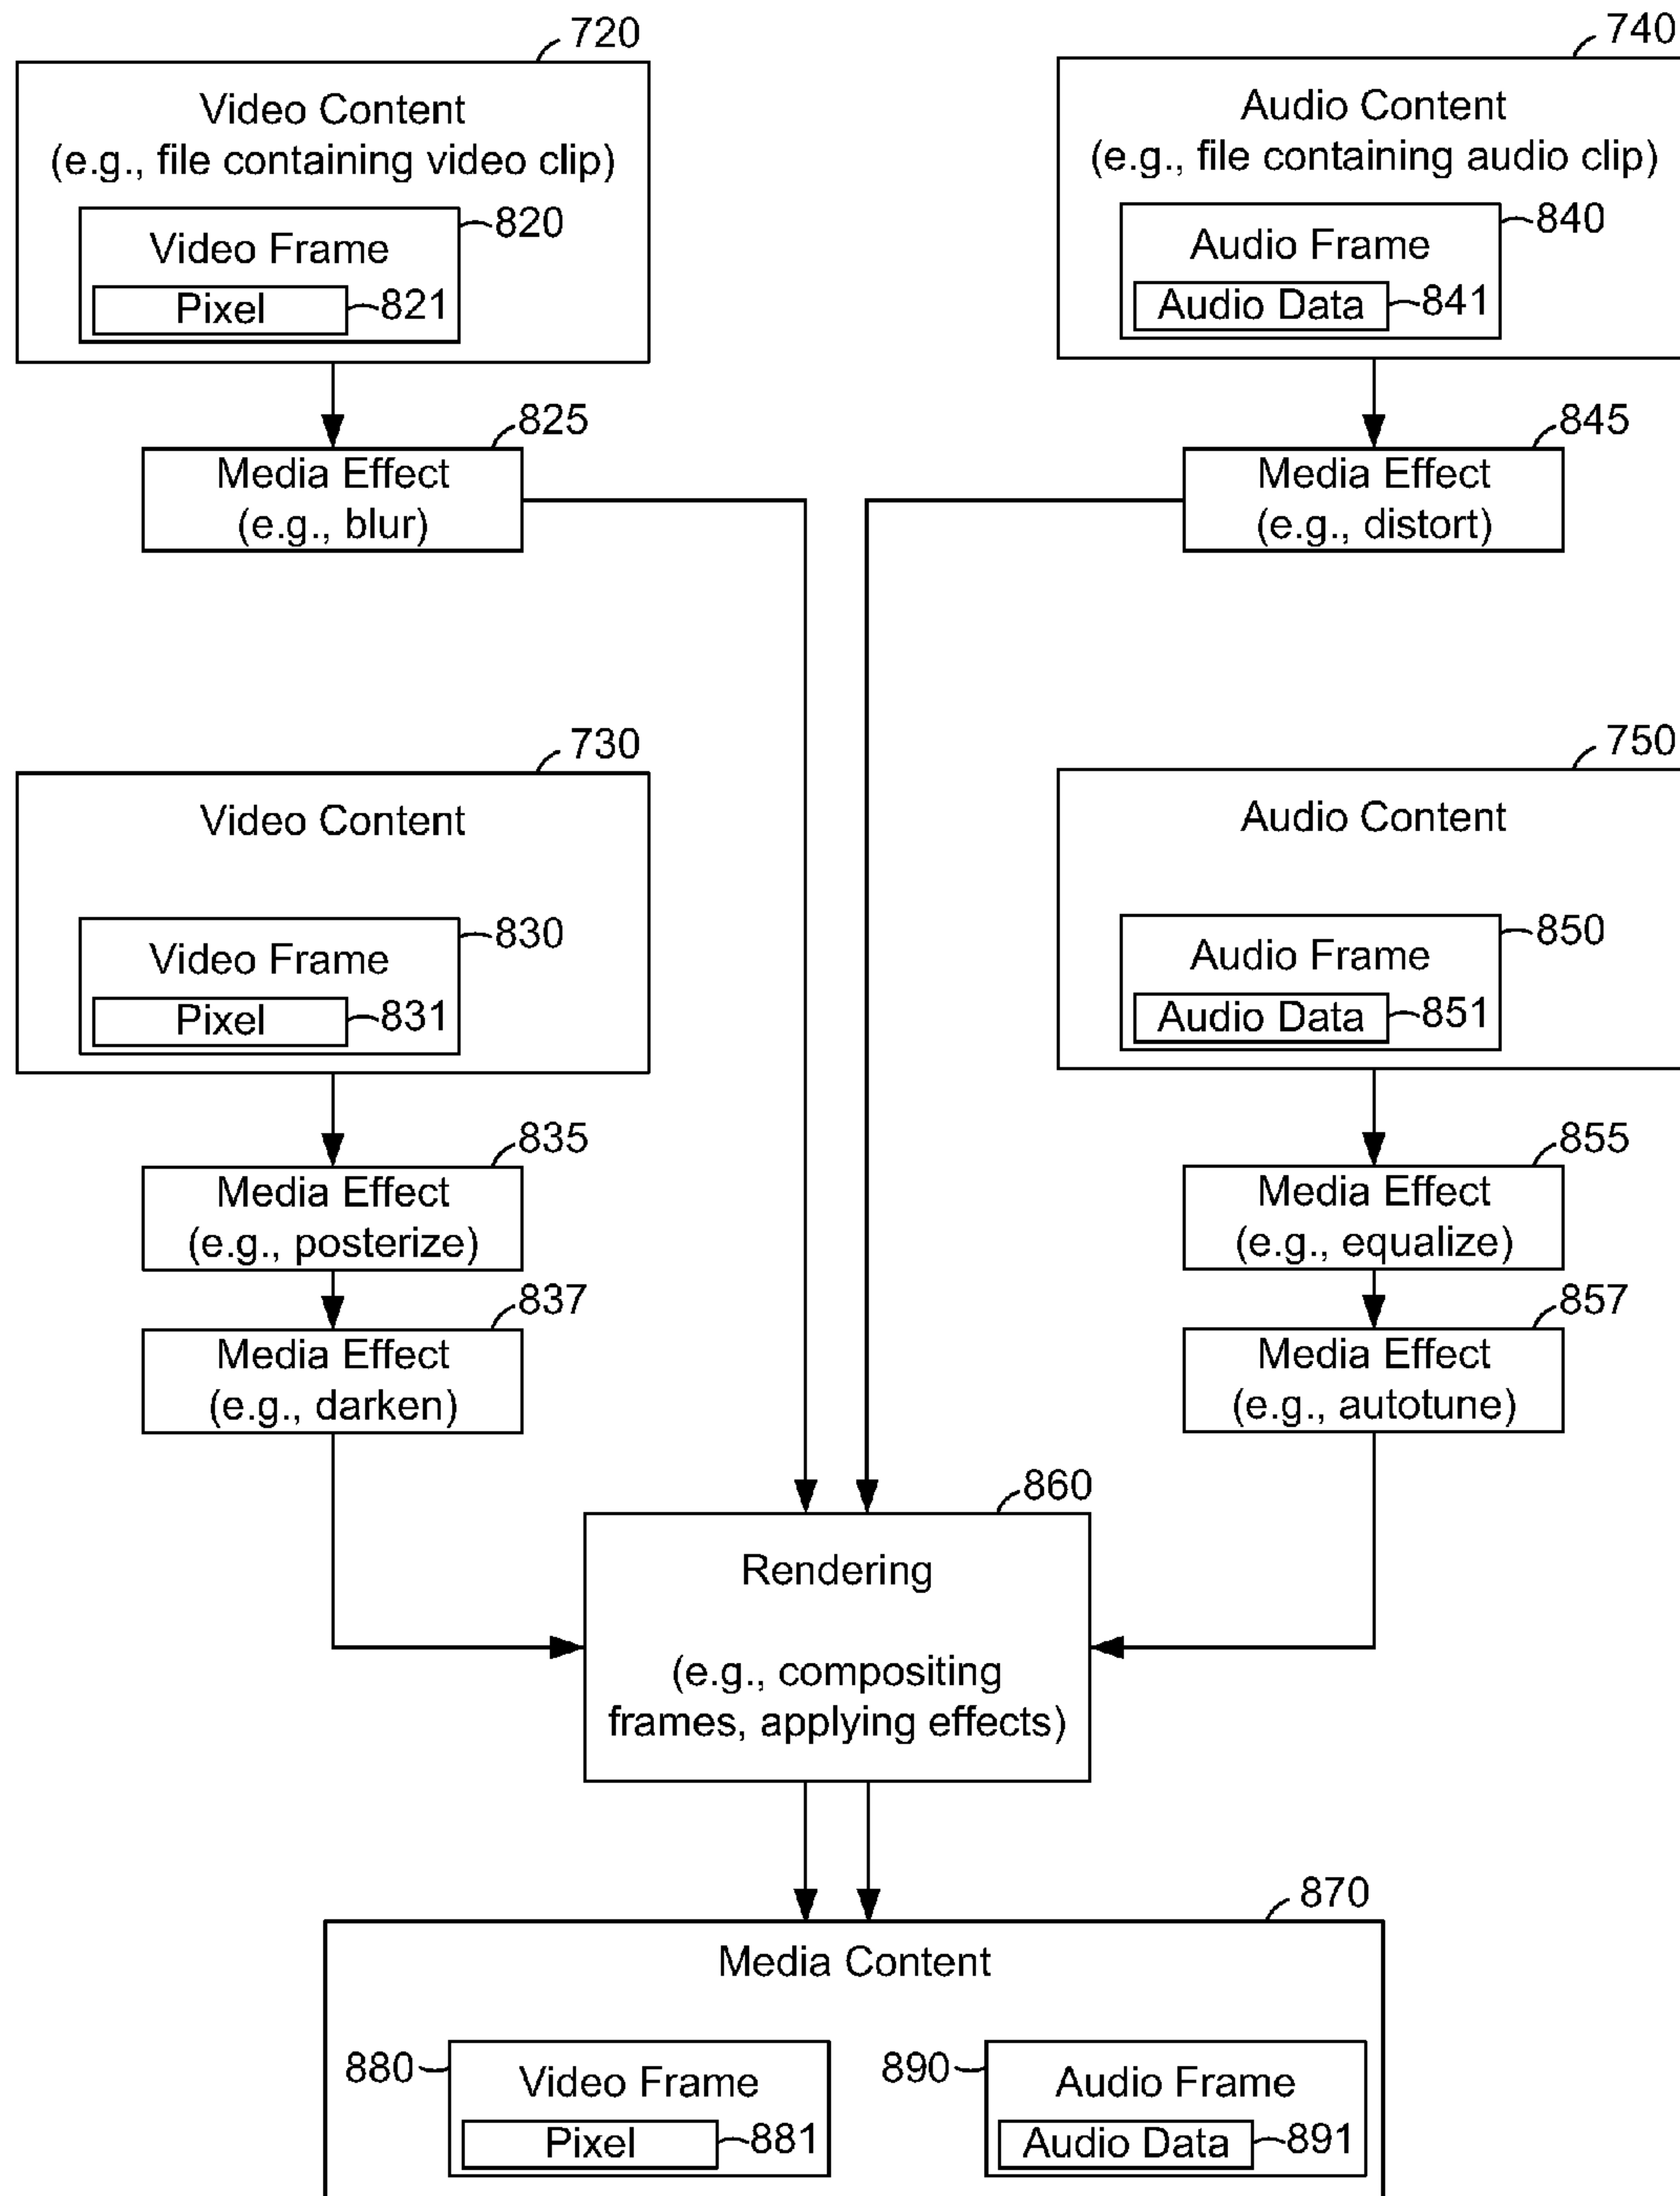 720
Video Content
(e.g., file containing video clip)
820
Video Frame
Pixel
821
740
Audio Content
(e.g., file containing audio clip)
840
Audio Frame
Audio Data
841
825
Media Effect
(e.g., blur)
845
Media Effect
(e.g., distort)
730
Video Content
830
Video Frame
Pixel
831
750
Audio Content
850
Audio Frame
Audio Data
851
835
Media Effect
(e.g., posterize)
837
Media Effect
(e.g., darken)
855
Media Effect
(e.g., equalize)
857
Media Effect
(e.g., autotune)
860
Rendering
(e.g., compositing
frames, applying effects)
870
Media Content
880
Video Frame
Pixel
881
890
Audio Frame
Audio Data
891